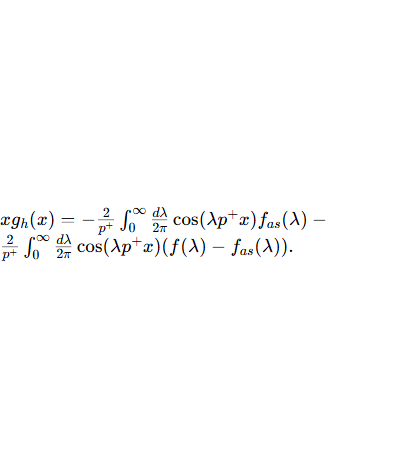 $xg_h(x) = -\frac{2}{p^+} \int_0^\infty \frac{d\lambda}{2\pi} \cos(\lambda p^+ x) f_{as}(\lambda) -$
$\frac{2}{p^+} \int_0^\infty \frac{d\lambda}{2\pi} \cos(\lambda p^+ x)(f(\lambda) - f_{as}(\lambda)).$